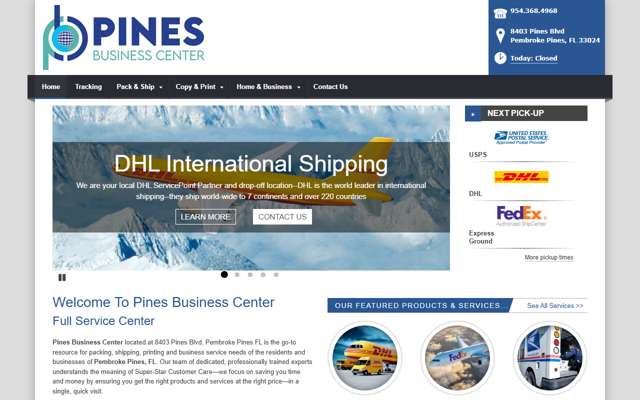 PINES
BUSINESS CENTER
954.368.4968
8403 Pines Blvd
Pembroke Pines, FL 33024
Today: Closed
Home Tracking Pack & Ship Copy & Print Home & Business Contact Us
DHL International Shipping
We are your local DHL ServicePoint Partner and drop-off location--DHL is the world leader in international
shipping--they ship world-wide to 7 continents and over 220 countries
LEARN MORE CONTACT US
NEXT PICK-UP
UNITED STATES
POSTAL SERVICE
Approved Postal Provider
USPS
DHL
DHL
FedEx
Authorized ShipCenter
Express
Ground
More pickup times
Welcome To Pines Business Center
Full Service Center
Pines Business Center located at 8403 Pines Blvd, Pembroke Pines FL is the go-to
resource for packing, shipping, printing and business service needs of the residents and
businesses of Pembroke Pines, FL. Our team of dedicated, professionally trained experts
understands the meaning of Super-Star Customer Care—we focus on saving you time
and money by ensuring you get the right products and services at the right price—in a
single, quick visit.
OUR FEATURED PRODUCTS & SERVICES... See All Services >>
FedEx